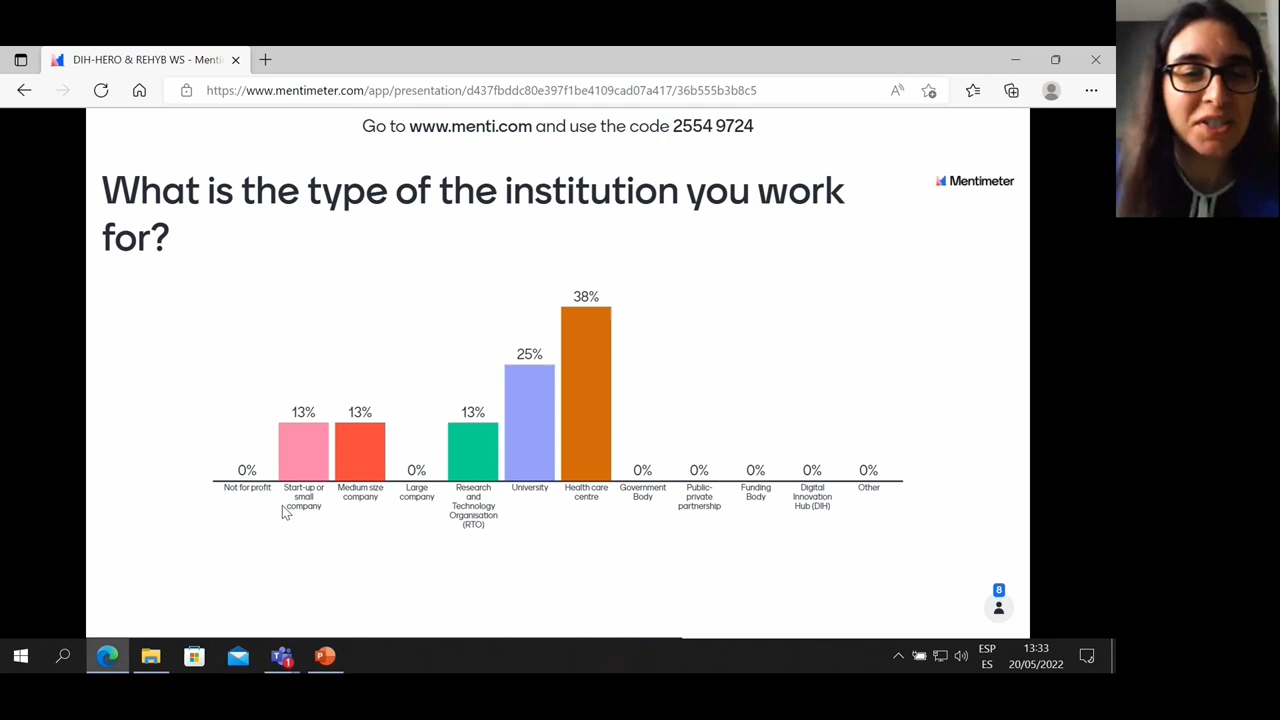 DIH-HERO & REHYB WS - Menti
https://www.mentimeter.com/app/presentation/d437fbddc80e397f1be4109cad07a417/36b555b3b8c5
Go to www.menti.com and use the code 2554 9724
What is the type of the institution you work
for?
Mentimeter
38%
25%
13%
13%
13%
0%
0%
0%
0%
0%
0%
0%
Not for profit
Start-up or
small
company
Medium size
company
Large
company
Research
and
Technology
Organisation
(RTO)
University
Health care
centre
Government
Body
Public-
private
partnership
Funding
Body
Digital
Innovation
Hub (DIH)
Other
8
1
ESP
ES
13:33
20/05/2022